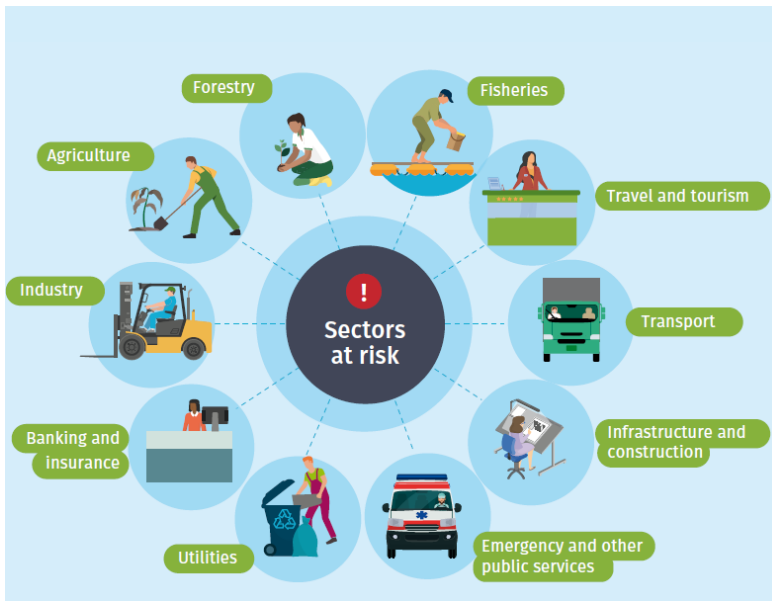 Forestry
Fisheries
Agriculture
Travel and tourism
Industry
!
Sectors
at risk
Transport
Banking and
insurance
Infrastructure and
construction
Utilities
Emergency and other
public services